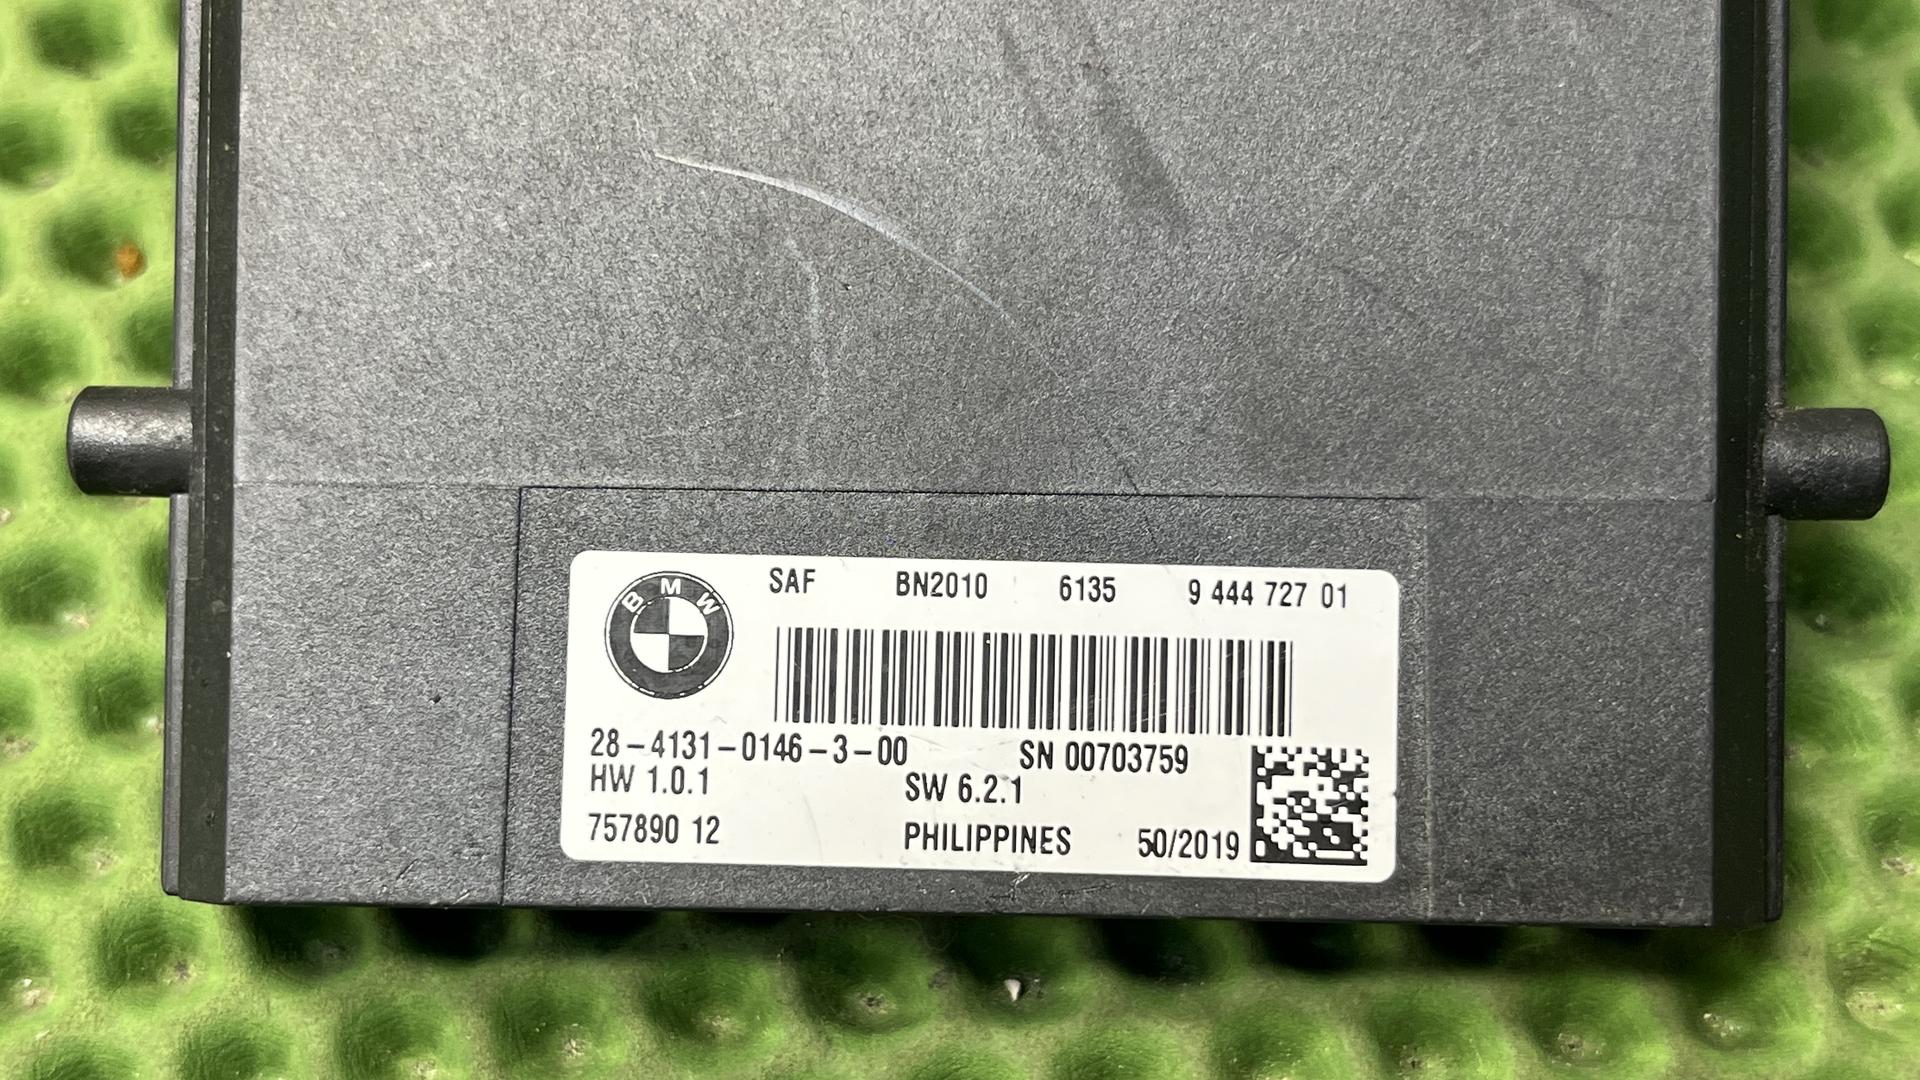 BMW
SAF BN2010 6135 9 444 727 01
28-4131-0146-3-00 SN 00703759
HW 1.0.1 SW 6.2.1
757890 12 PHILIPPINES 50/2019